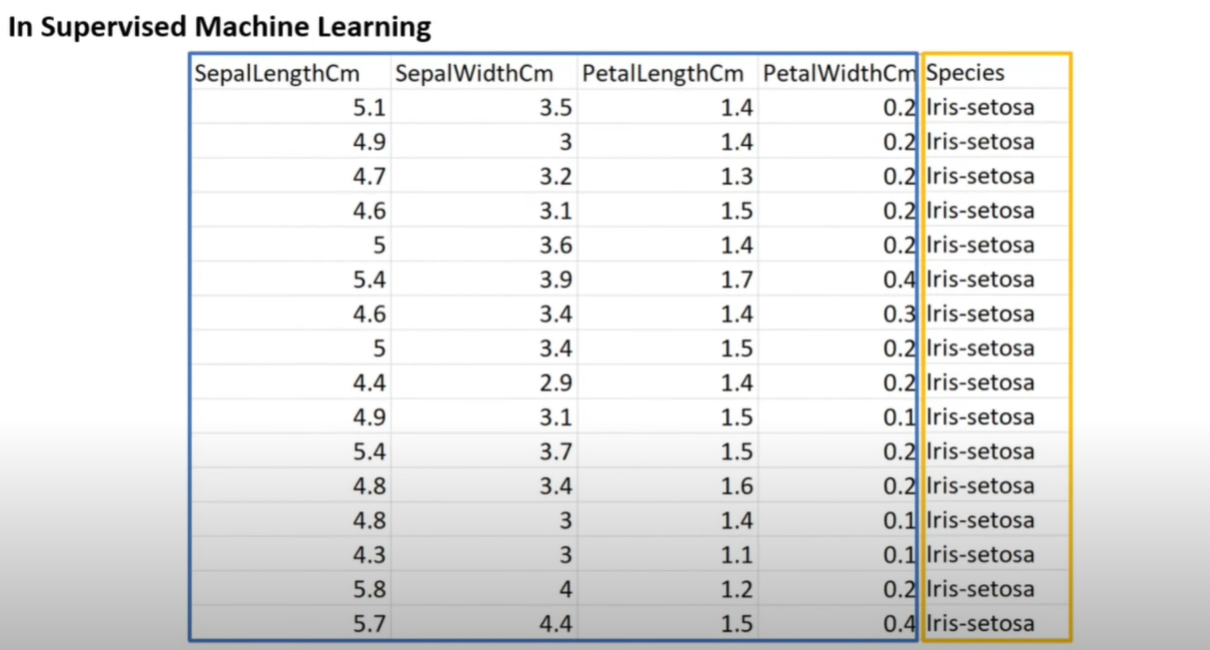 In Supervised Machine Learning
SepalLengthCm SepalWidthCm PetalLengthCm PetalWidthCm Species
5.1 3.5 1.4 0.2 Iris-setosa
4.9 3 1.4 0.2 Iris-setosa
4.7 3.2 1.3 0.2 Iris-setosa
4.6 3.1 1.5 0.2 Iris-setosa
5 3.6 1.4 0.2 Iris-setosa
5.4 3.9 1.7 0.4 Iris-setosa
4.6 3.4 1.4 0.3 Iris-setosa
5 3.4 1.5 0.2 Iris-setosa
4.4 2.9 1.4 0.2 Iris-setosa
4.9 3.1 1.5 0.1 Iris-setosa
5.4 3.7 1.5 0.2 Iris-setosa
4.8 3.4 1.6 0.2 Iris-setosa
4.8 3 1.4 0.1 Iris-setosa
4.3 3 1.1 0.1 Iris-setosa
5.8 4 1.2 0.2 Iris-setosa
5.7 4.4 1.5 0.4 Iris-setosa